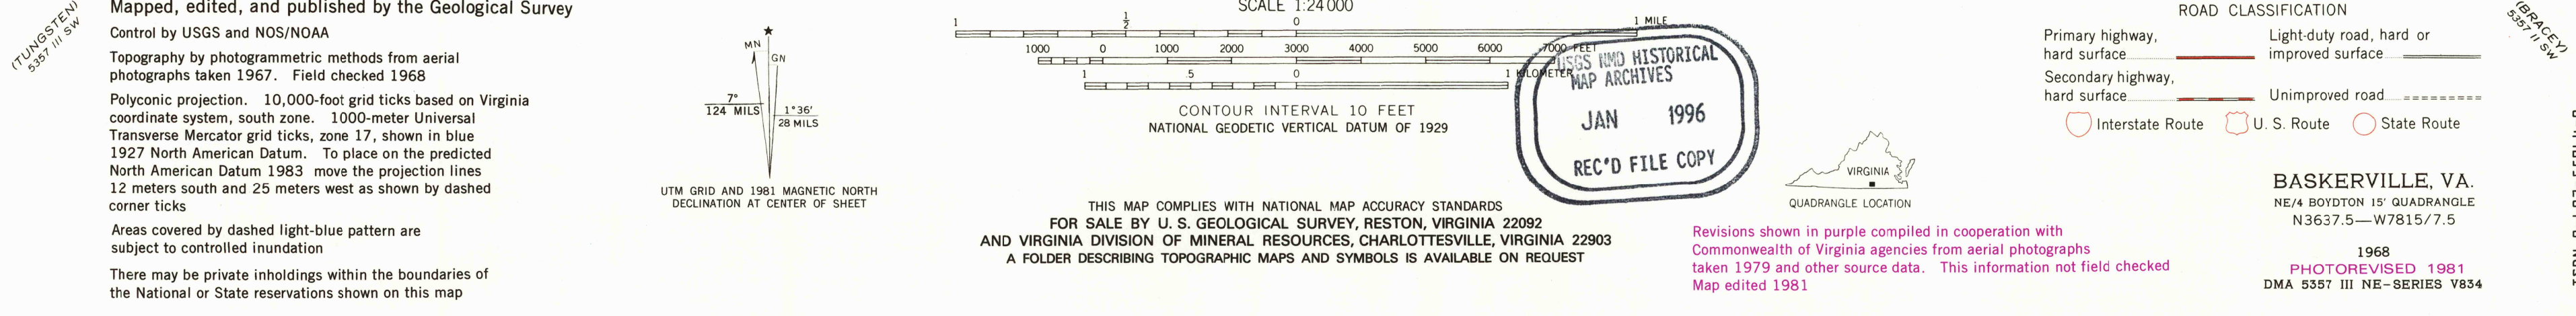 (TUNGSTEN)
5357 III SW
Mapped, edited, and published by the Geological Survey
Control by USGS and NOS/NOAA
Topography by photogrammetric methods from aerial
photographs taken 1967. Field checked 1968
Polyconic projection. 10,000-foot grid ticks based on Virginia
coordinate system, south zone. 1000-meter Universal
Transverse Mercator grid ticks, zone 17, shown in blue
1927 North American Datum. To place on the predicted
North American Datum 1983 move the projection lines
12 meters south and 25 meters west as shown by dashed
corner ticks
Areas covered by dashed light-blue pattern are
subject to controlled inundation
There may be private inholdings within the boundaries of
the National or State reservations shown on this map
MN
GN
7°
124 MILS
1°36′
28 MILS
UTM GRID AND 1981 MAGNETIC NORTH
DECLINATION AT CENTER OF SHEET
SCALE 1:24 000
1 ½ 0 1 MILE
1000 0 1000 2000 3000 4000 5000 6000 7000 FEET
1 .5 0 1 KILOMETER
CONTOUR INTERVAL 10 FEET
NATIONAL GEODETIC VERTICAL DATUM OF 1929
THIS MAP COMPLIES WITH NATIONAL MAP ACCURACY STANDARDS
FOR SALE BY U. S. GEOLOGICAL SURVEY, RESTON, VIRGINIA 22092
AND VIRGINIA DIVISION OF MINERAL RESOURCES, CHARLOTTESVILLE, VIRGINIA 22903
A FOLDER DESCRIBING TOPOGRAPHIC MAPS AND SYMBOLS IS AVAILABLE ON REQUEST
USGS NMD HISTORICAL
MAP ARCHIVES
JAN 1996
REC'D FILE COPY
VIRGINIA
QUADRANGLE LOCATION
Revisions shown in purple compiled in cooperation with
Commonwealth of Virginia agencies from aerial photographs
taken 1979 and other source data. This information not field checked
Map edited 1981
ROAD CLASSIFICATION
Primary highway,
hard surface
Light-duty road, hard or
improved surface
Secondary highway,
hard surface
Unimproved road
Interstate Route
U. S. Route
State Route
BASKERVILLE, VA.
NE/4 BOYDTON 15′ QUADRANGLE
N3637.5—W7815/7.5
1968
PHOTOREVISED 1981
DMA 5357 III NE-SERIES V834
(BRACEY)
5357 II SW